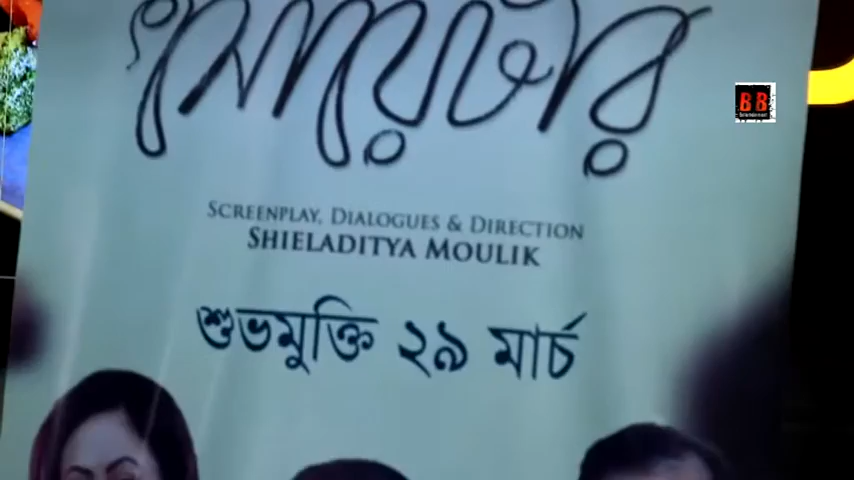 সোয়েটার
BB
SCREENPLAY, DIALOGUES & DIRECTION
SHIELADITYA MOULIK
শুভমুক্তি ২৯ মার্চ